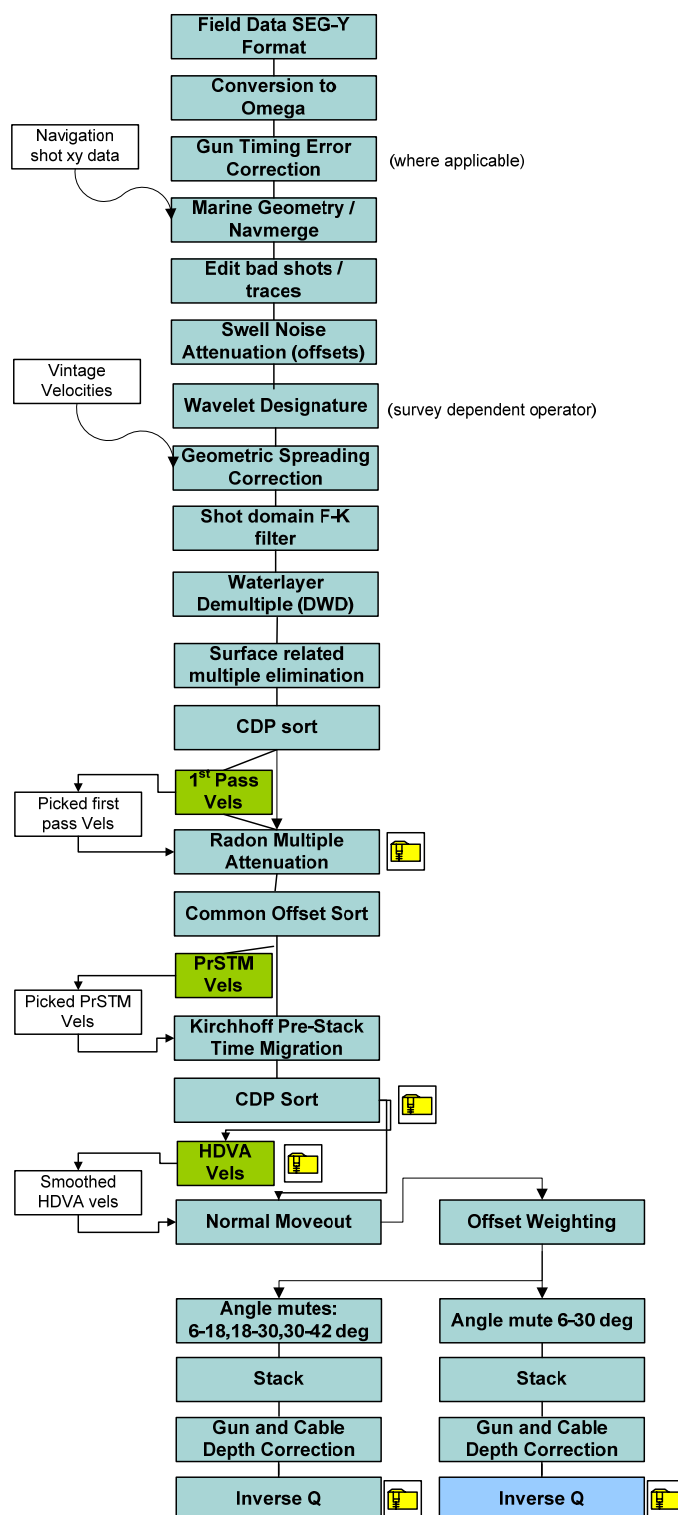 Field Data SEG-Y
Format
Conversion to
Omega
Navigation
shot xy data
Gun Timing Error
Correction
(where applicable)
Marine Geometry /
Navmerge
Edit bad shots /
traces
Swell Noise
Attenuation (offsets)
Vintage
Velocities
Wavelet Designature
(survey dependent operator)
Geometric Spreading
Correction
Shot domain F-K
filter
Waterlayer
Demultiple (DWD)
Surface related
multiple elimination
CDP sort
1st Pass
Vels
Picked first
pass Vels
Radon Multiple
Attenuation
Common Offset Sort
PrSTM
Vels
Picked PrSTM
Vels
Kirchhoff Pre-Stack
Time Migration
CDP Sort
HDVA
Vels
Smoothed
HDVA vels
Normal Moveout
Offset Weighting
Angle mutes:
6-18,18-30,30-42 deg
Angle mute 6-30 deg
Stack
Stack
Gun and Cable
Depth Correction
Gun and Cable
Depth Correction
Inverse Q
Inverse Q